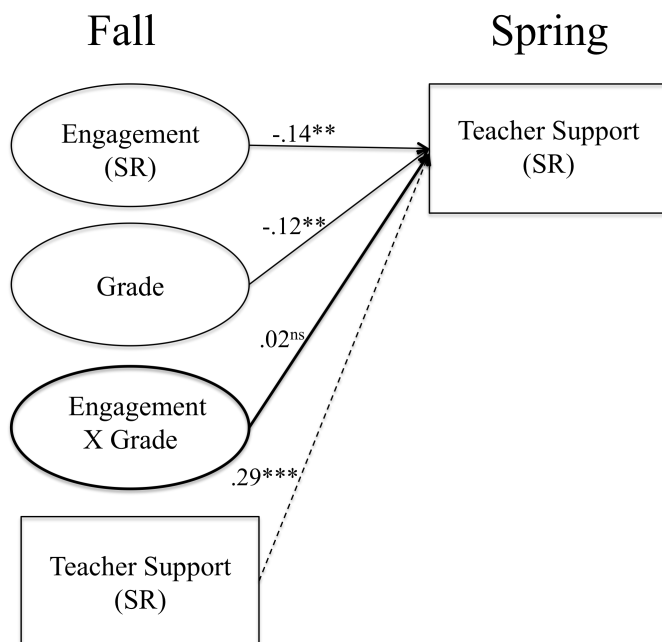 Fall
Spring
Engagement
(SR)
-.14**
Teacher Support
(SR)
-.12**
Grade
.02ns
Engagement
X Grade
.29***
Teacher Support
(SR)